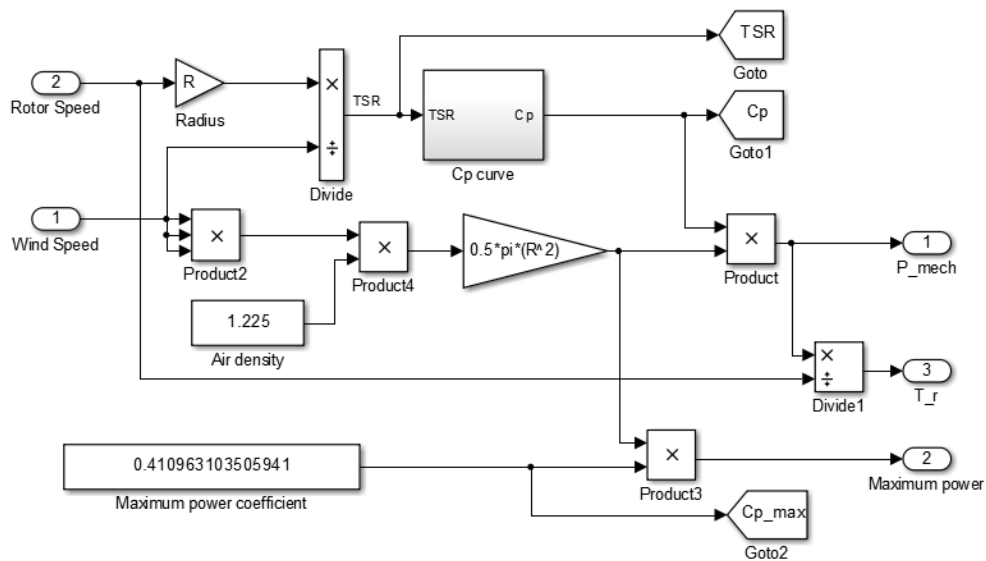 TSR
Goto
2
Rotor Speed
R
Radius
×
÷
Divide
TSR
TSR
Cp
Cp curve
Cp
Goto1
1
Wind Speed
×
Product2
×
Product4
0.5*pi*(R^2)
×
Product
1
P_mech
1.225
Air density
×
÷
Divide1
3
T_r
0.410963103505941
Maximum power coefficient
×
Product3
2
Maximum power
Cp_max
Goto2